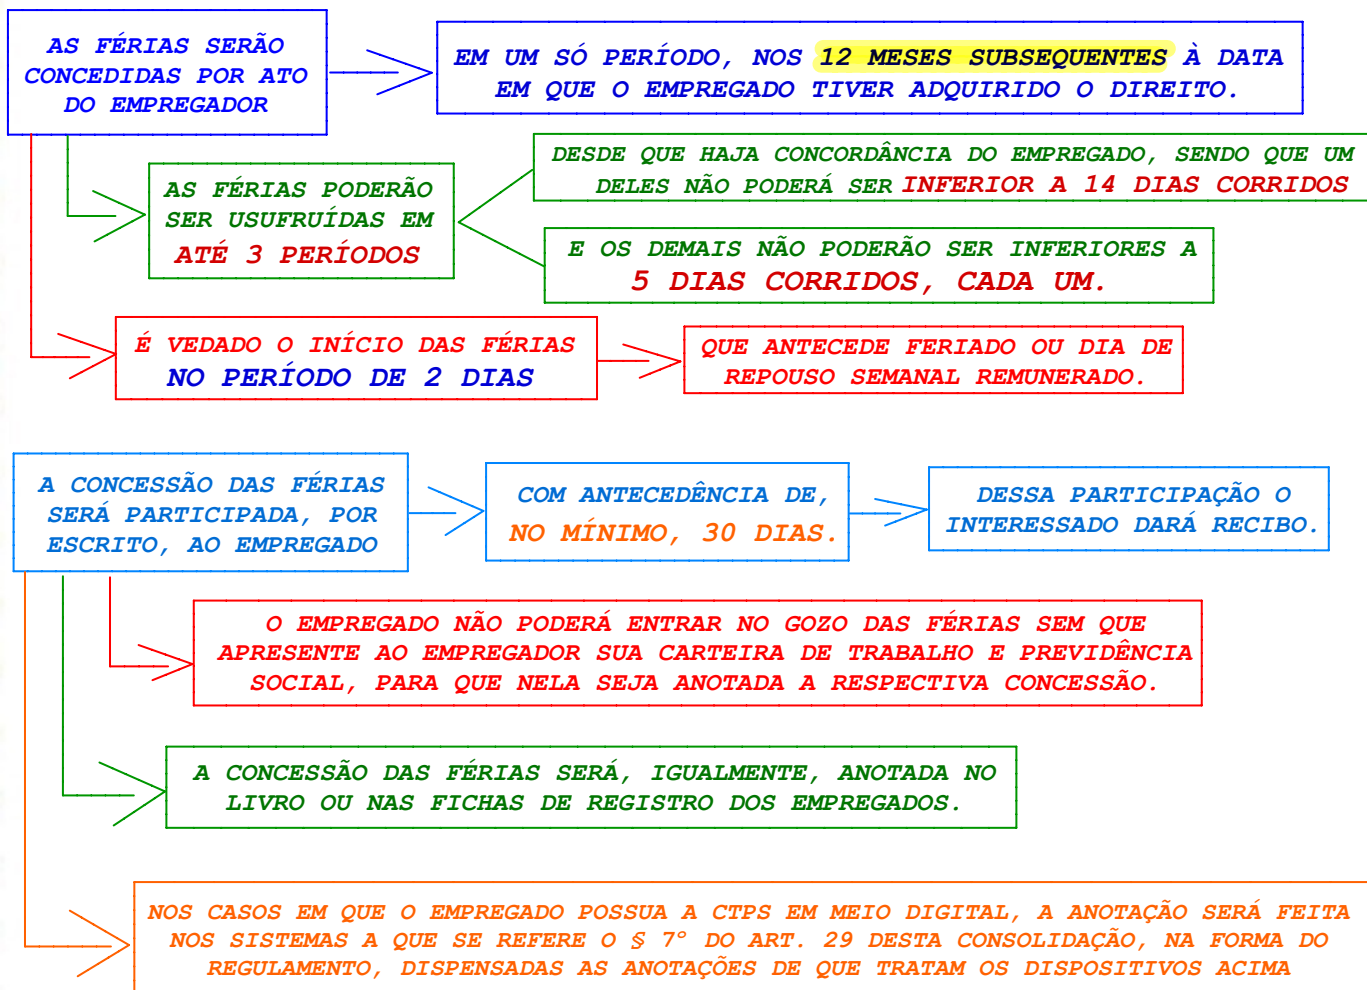 AS FÉRIAS SERÃO
CONCEDIDAS POR ATO
DO EMPREGADOR
EM UM SÓ PERÍODO, NOS 12 MESES SUBSEQUENTES À DATA
EM QUE O EMPREGADO TIVER ADQUIRIDO O DIREITO.
AS FÉRIAS PODERÃO
SER USUFRUÍDAS EM
ATÉ 3 PERÍODOS
DESDE QUE HAJA CONCORDÂNCIA DO EMPREGADO, SENDO QUE UM
DELES NÃO PODERÁ SER INFERIOR A 14 DIAS CORRIDOS
E OS DEMAIS NÃO PODERÃO SER INFERIORES A
5 DIAS CORRIDOS, CADA UM.
É VEDADO O INÍCIO DAS FÉRIAS
NO PERÍODO DE 2 DIAS
QUE ANTECEDE FERIADO OU DIA DE
REPOUSO SEMANAL REMUNERADO.
A CONCESSÃO DAS FÉRIAS
SERÁ PARTICIPADA, POR
ESCRITO, AO EMPREGADO
COM ANTECEDÊNCIA DE,
NO MÍNIMO, 30 DIAS.
DESSA PARTICIPAÇÃO O
INTERESSADO DARÁ RECIBO.
O EMPREGADO NÃO PODERÁ ENTRAR NO GOZO DAS FÉRIAS SEM QUE
APRESENTE AO EMPREGADOR SUA CARTEIRA DE TRABALHO E PREVIDÊNCIA
SOCIAL, PARA QUE NELA SEJA ANOTADA A RESPECTIVA CONCESSÃO.
A CONCESSÃO DAS FÉRIAS SERÁ, IGUALMENTE, ANOTADA NO
LIVRO OU NAS FICHAS DE REGISTRO DOS EMPREGADOS.
NOS CASOS EM QUE O EMPREGADO POSSUA A CTPS EM MEIO DIGITAL, A ANOTAÇÃO SERÁ FEITA
NOS SISTEMAS A QUE SE REFERE O § 7º DO ART. 29 DESTA CONSOLIDAÇÃO, NA FORMA DO
REGULAMENTO, DISPENSADAS AS ANOTAÇÕES DE QUE TRATAM OS DISPOSITIVOS ACIMA